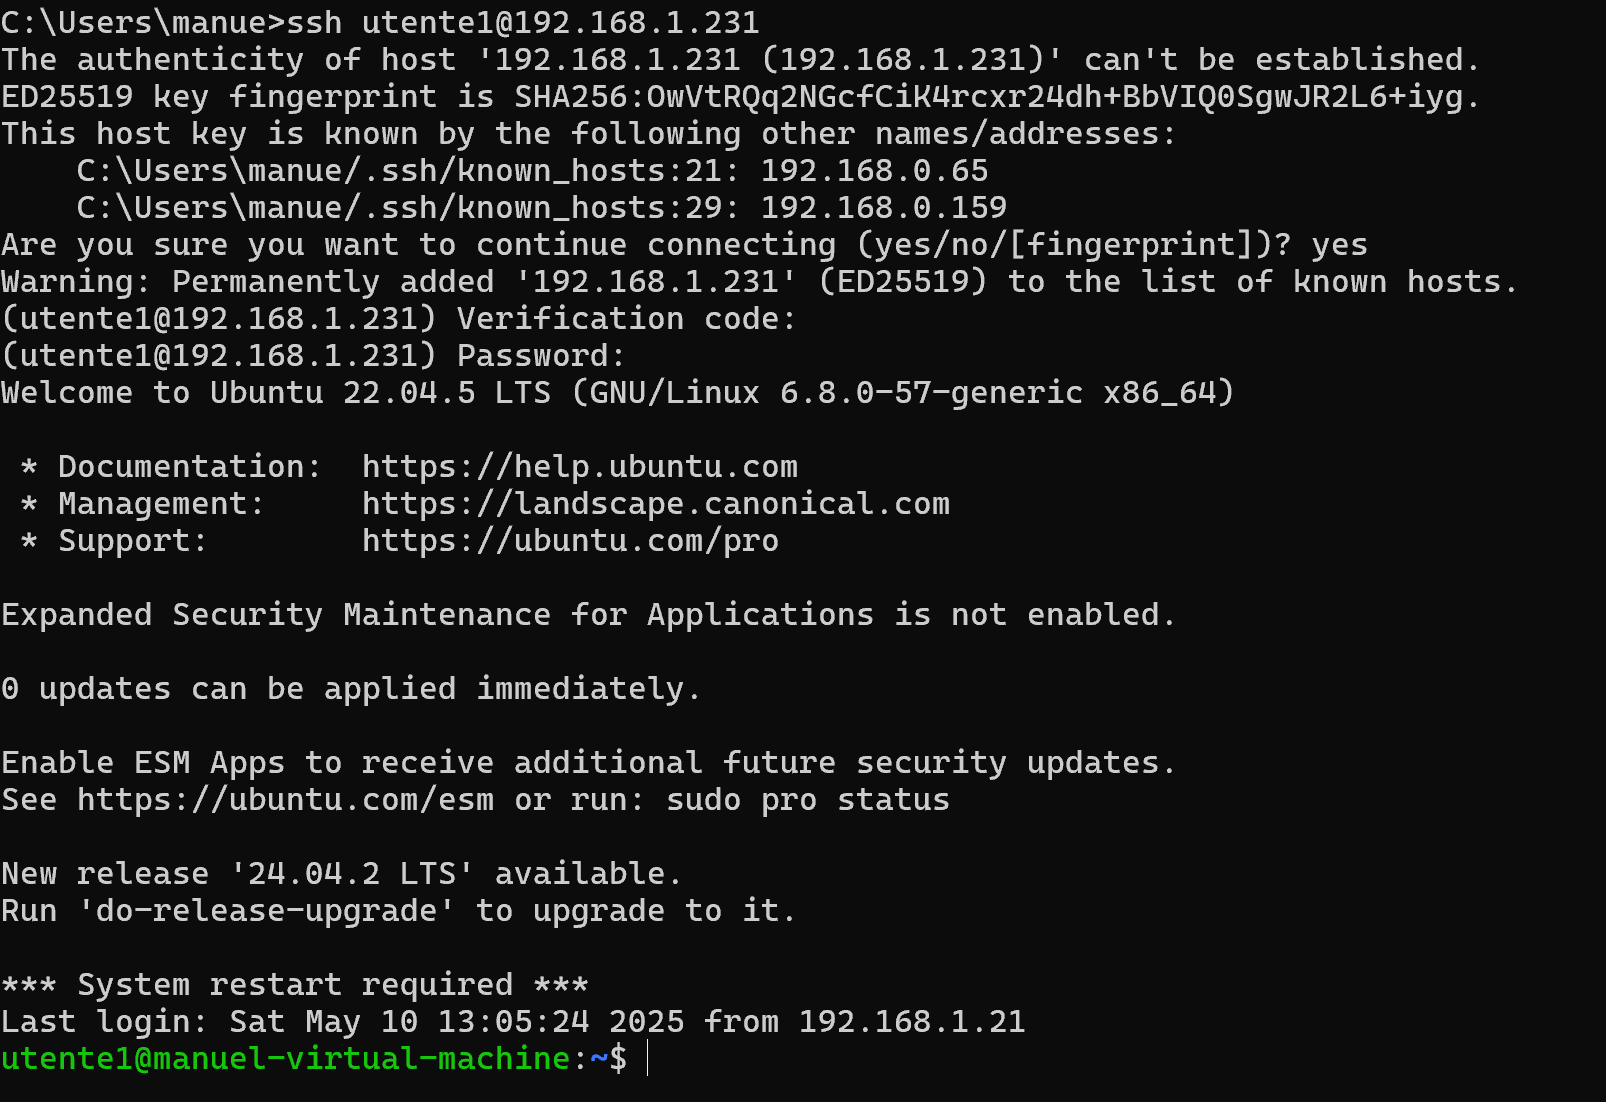 C:\Users\manue>ssh utente1@192.168.1.231
The authenticity of host '192.168.1.231 (192.168.1.231)' can't be established.
ED25519 key fingerprint is SHA256:OwVtRQq2NGcfCiK4rcxr24dh+BbVIQ0SgwJR2L6+iyg.
This host key is known by the following other names/addresses:
    C:\Users\manue/.ssh/known_hosts:21: 192.168.0.65
    C:\Users\manue/.ssh/known_hosts:29: 192.168.0.159
Are you sure you want to continue connecting (yes/no/[fingerprint])? yes
Warning: Permanently added '192.168.1.231' (ED25519) to the list of known hosts.
(utente1@192.168.1.231) Verification code:
(utente1@192.168.1.231) Password:
Welcome to Ubuntu 22.04.5 LTS (GNU/Linux 6.8.0-57-generic x86_64)

 * Documentation:  https://help.ubuntu.com
 * Management:     https://landscape.canonical.com
 * Support:        https://ubuntu.com/pro

Expanded Security Maintenance for Applications is not enabled.

0 updates can be applied immediately.

Enable ESM Apps to receive additional future security updates.
See https://ubuntu.com/esm or run: sudo pro status

New release '24.04.2 LTS' available.
Run 'do-release-upgrade' to upgrade to it.

*** System restart required ***
Last login: Sat May 10 13:05:24 2025 from 192.168.1.21
utente1@manuel-virtual-machine:~$